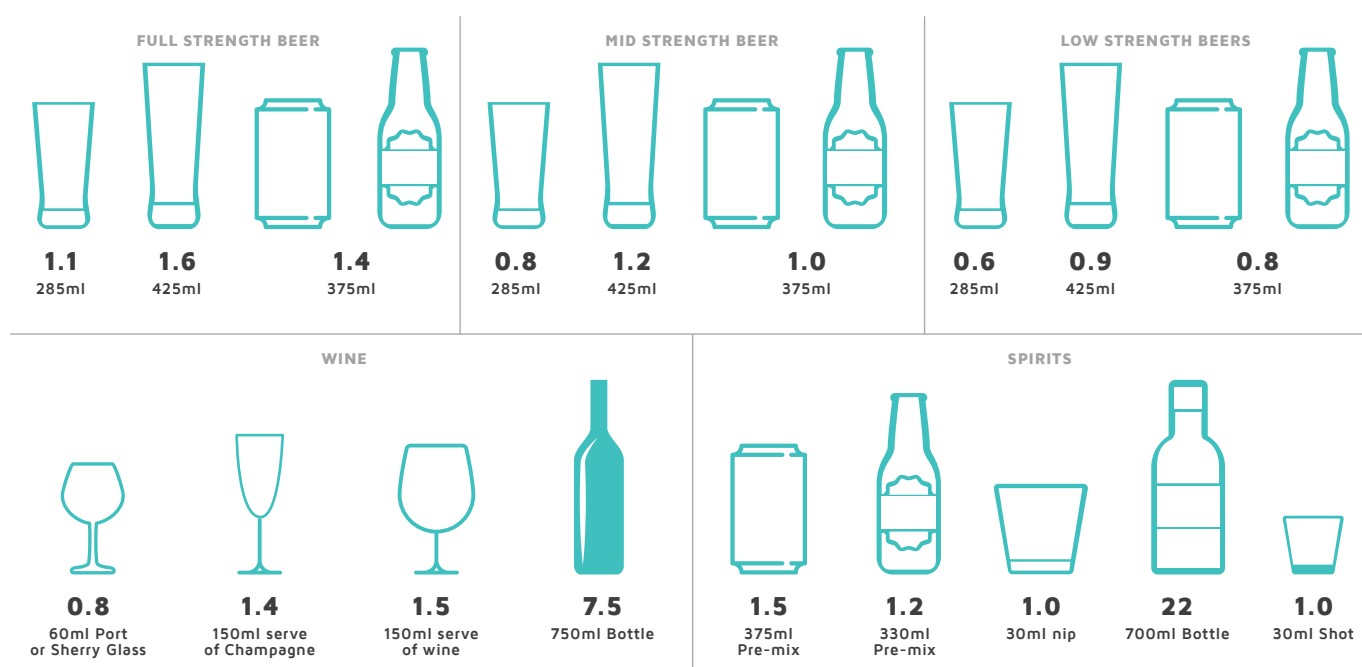 FULL STRENGTH BEER
1.1
285ml
1.6
425ml
1.4
375ml
MID STRENGTH BEER
0.8
285ml
1.2
425ml
1.0
375ml
LOW STRENGTH BEERS
0.6
285ml
0.9
425ml
0.8
375ml
WINE
0.8
60ml Port
or Sherry Glass
1.4
150ml serve
of Champagne
1.5
150ml serve
of wine
7.5
750ml Bottle
SPIRITS
1.5
375ml
Pre-mix
1.2
330ml
Pre-mix
1.0
30ml nip
22
700ml Bottle
1.0
30ml Shot